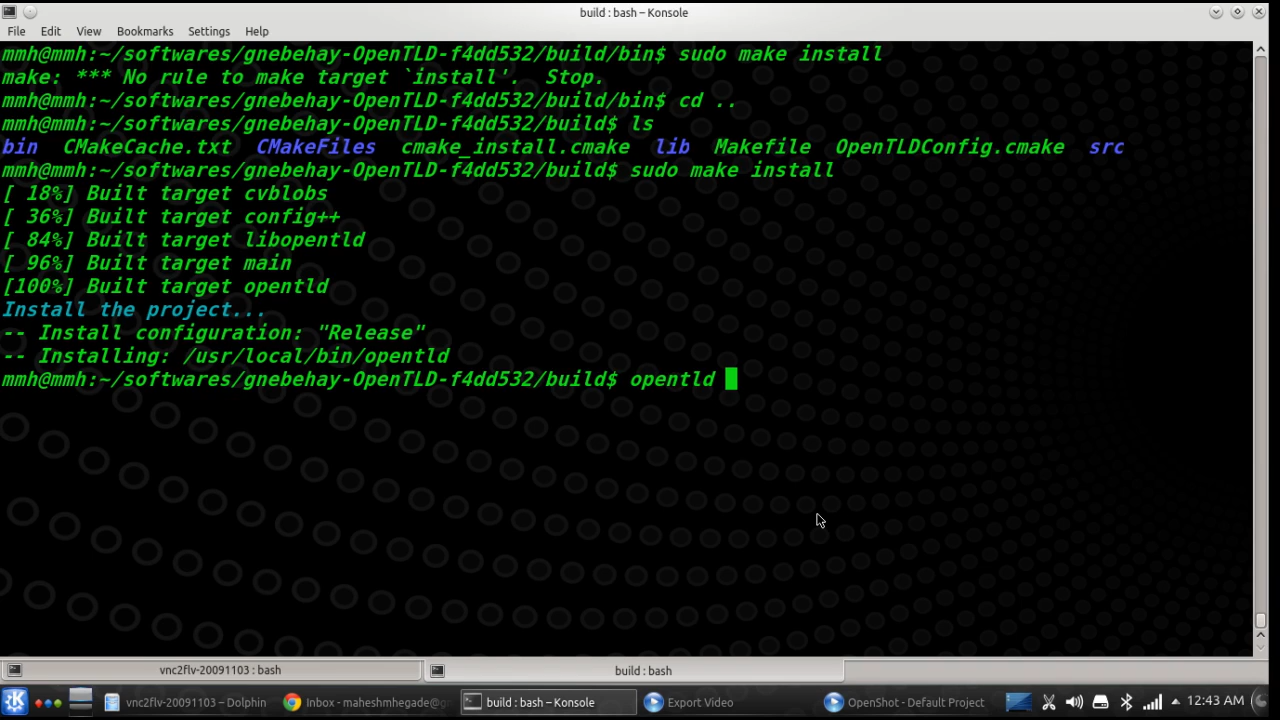 build : bash – Konsole
File Edit View Bookmarks Settings Help
mmh@mmh:~/softwares/gnebehay-OpenTLD-f4dd532/build/bin$ sudo make install
make: *** No rule to make target `install'.  Stop.
mmh@mmh:~/softwares/gnebehay-OpenTLD-f4dd532/build/bin$ cd ..
mmh@mmh:~/softwares/gnebehay-OpenTLD-f4dd532/build$ ls
bin  CMakeCache.txt  CMakeFiles  cmake_install.cmake  lib  Makefile  OpenTLDConfig.cmake  src
mmh@mmh:~/softwares/gnebehay-OpenTLD-f4dd532/build$ sudo make install
[ 18%] Built target cvblobs
[ 36%] Built target config++
[ 84%] Built target libopentld
[ 96%] Built target main
[100%] Built target opentld
Install the project...
-- Install configuration: "Release"
-- Installing: /usr/local/bin/opentld
mmh@mmh:~/softwares/gnebehay-OpenTLD-f4dd532/build$ opentld
vnc2flv-20091103 : bash build : bash
vnc2flv-20091103 – Dolphin Inbox - maheshmhegade@g build : bash – Konsole Export Video OpenShot - Default Project 12:43 AM